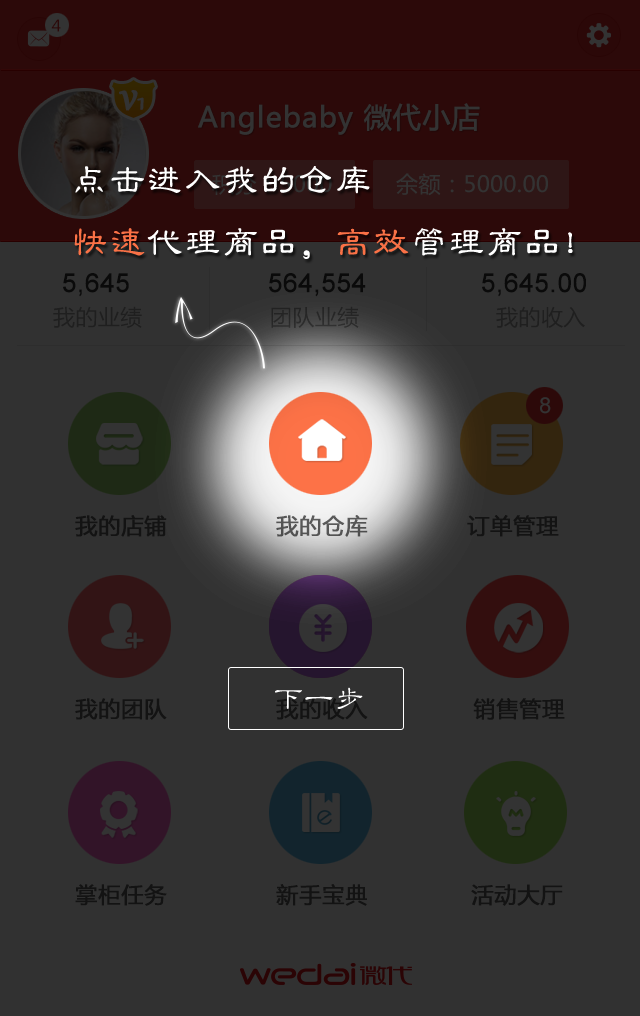 4
V1
Anglebaby 微代小店
点击进入我的仓库
余额：5000.00
快速代理商品，高效管理商品！
5,645 564,554 5,645.00
我的业绩 团队业绩 我的收入
8
我的店铺 我的仓库 订单管理
下一步
我的团队 我的收入 销售管理
掌柜任务 新手宝典 活动大厅
wedai微代